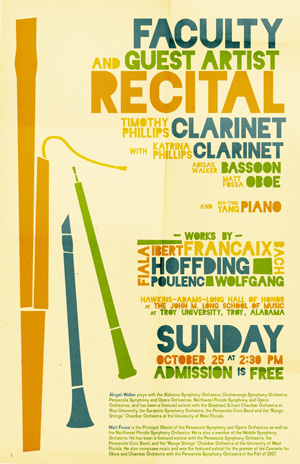 FACULTY
AND GUEST ARTIST
RECITAL
TIMOTHY PHILLIPS CLARINET
WITH KATRINA PHILLIPS CLARINET
ABIGAIL WALKER BASSOON
MATT FOSSA OBOE
AND HUI-TING YANG PIANO
WORKS BY
FIALA IBERT FRANCAIX BACH
HOFFDING
POULENC WOLFGANG
HAWKINS-ADAMS-LONG HALL OF HONOR
AT THE JOHN M. LONG SCHOOL OF MUSIC
AT TROY UNIVERSITY, TROY, ALABAMA
SUNDAY
OCTOBER 25 AT 2:30 PM
ADMISSION IS FREE
Abigail Walker plays with the Alabama Symphony Orchestra, Chattanooga Symphony Orchestra,
Pensacola Symphony and Opera Orchestras, Northwest Florida Symphony and Opera
Orchestras, and has been a featured soloist with the Shepherd School Chamber Orchestra at
Rice University, the Sarasota Symphony Orchestra, the Pensacola Civic Band, and the "Runge
Strings" Chamber Orchestra at the University of West Florida.
Matt Fossa is the Principal Oboist of the Pensacola Symphony and Opera Orchestras as well as
the Northwest Florida Symphony Orchestra. He is also a member of the Mobile Symphony
Orchestra. He has been a featured soloist with the Pensacola Symphony Orchestra, the
Pensacola Civic Band, and the "Runge Strings" Chamber Orchestra at the University of West
Florida. He also composes music and was the featured soloist for the premier of his Concerto for
Oboe and Chamber Orchestra with the Pensacola Symphony Orchestra in the Fall of 2007.